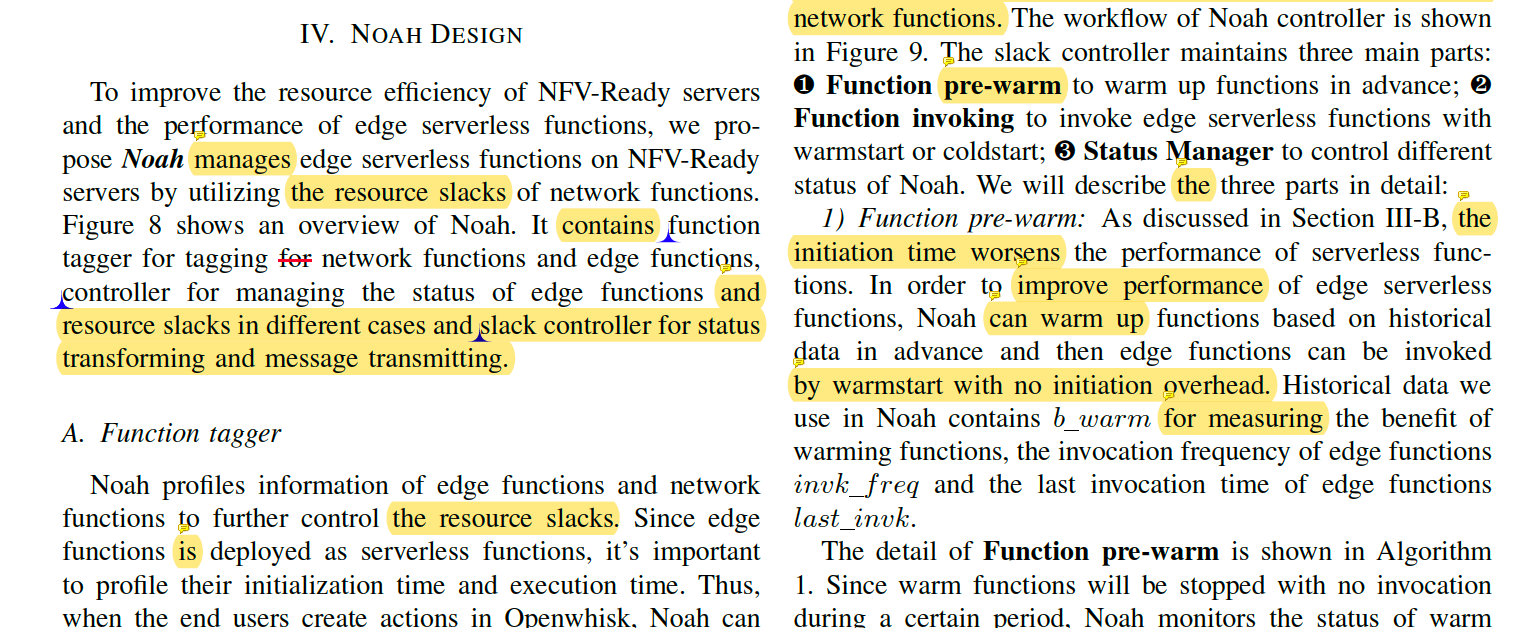 IV. NOAH DESIGN
To improve the resource efficiency of NFV-Ready servers
and the performance of edge serverless functions, we pro-
pose Noah manages edge serverless functions on NFV-Ready
servers by utilizing the resource slacks of network functions.
Figure 8 shows an overview of Noah. It contains function
tagger for tagging for network functions and edge functions,
controller for managing the status of edge functions and
resource slacks in different cases and slack controller for status
transforming and message transmitting.
A. Function tagger
Noah profiles information of edge functions and network
functions to further control the resource slacks. Since edge
functions is deployed as serverless functions, it's important
to profile their initialization time and execution time. Thus,
when the end users create actions in Openwhisk, Noah can
network functions. The workflow of Noah controller is shown
in Figure 9. The slack controller maintains three main parts:
❶ Function pre-warm to warm up functions in advance; ❷
Function invoking to invoke edge serverless functions with
warmstart or coldstart; ❸ Status Manager to control different
status of Noah. We will describe the three parts in detail:
1) Function pre-warm: As discussed in Section III-B, the
initiation time worsens the performance of serverless func-
tions. In order to improve performance of edge serverless
functions, Noah can warm up functions based on historical
data in advance and then edge functions can be invoked
by warmstart with no initiation overhead. Historical data we
use in Noah contains b_warm for measuring the benefit of
warming functions, the invocation frequency of edge functions
invk_freq and the last invocation time of edge functions
last_invk.
The detail of Function pre-warm is shown in Algorithm
1. Since warm functions will be stopped with no invocation
during a certain period, Noah monitors the status of warm